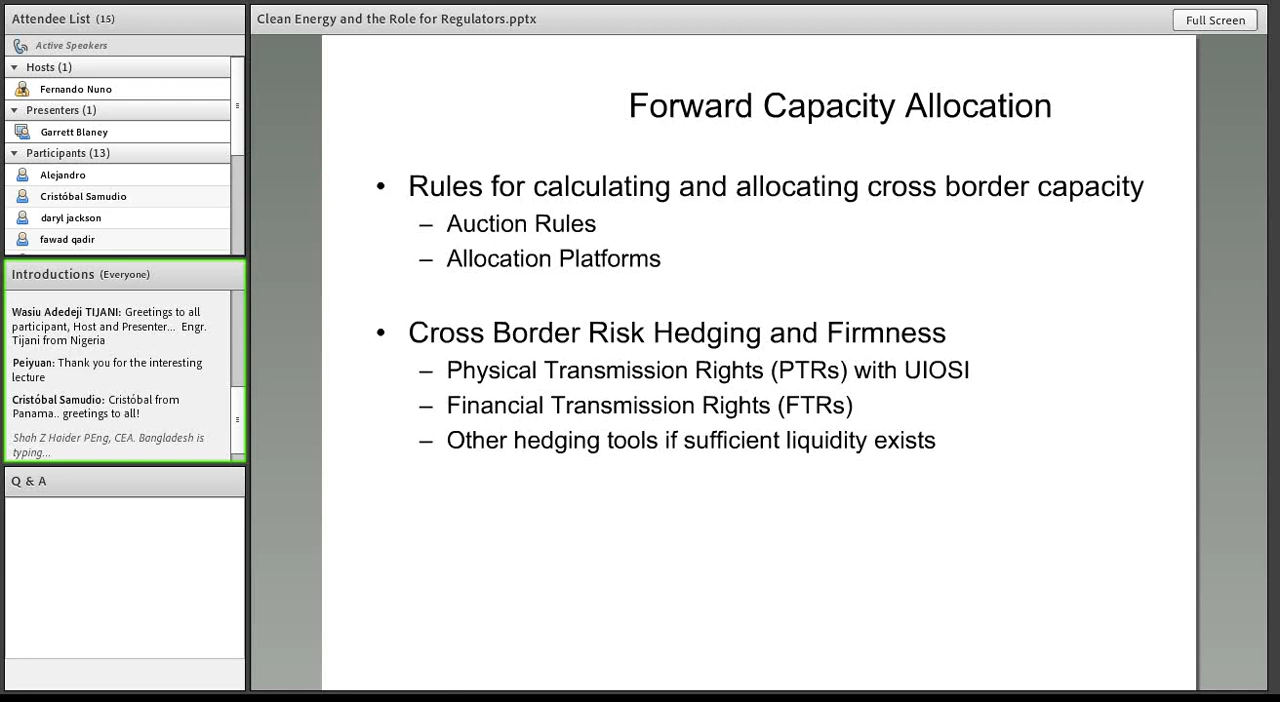 Attendee List (15)
Active Speakers
Hosts (1)
Fernando Nuno
Presenters (1)
Garrett Blaney
Participants (13)
Alejandro
Cristóbal Samudio
daryl jackson
fawad qadir
Introductions (Everyone)
Wasiu Adedeji TIJANI: Greetings to all
participant, Host and Presenter... Engr.
Tijani from Nigeria
Peiyuan: Thank you for the interesting
lecture
Cristóbal Samudio: Cristóbal from
Panama.. greetings to all!
Shah Z Haider PEng, CEA. Bangladesh is
typing...
Q & A
Clean Energy and the Role for Regulators.pptx
Full Screen
Forward Capacity Allocation
• Rules for calculating and allocating cross border capacity
– Auction Rules
– Allocation Platforms
• Cross Border Risk Hedging and Firmness
– Physical Transmission Rights (PTRs) with UIOSI
– Financial Transmission Rights (FTRs)
– Other hedging tools if sufficient liquidity exists